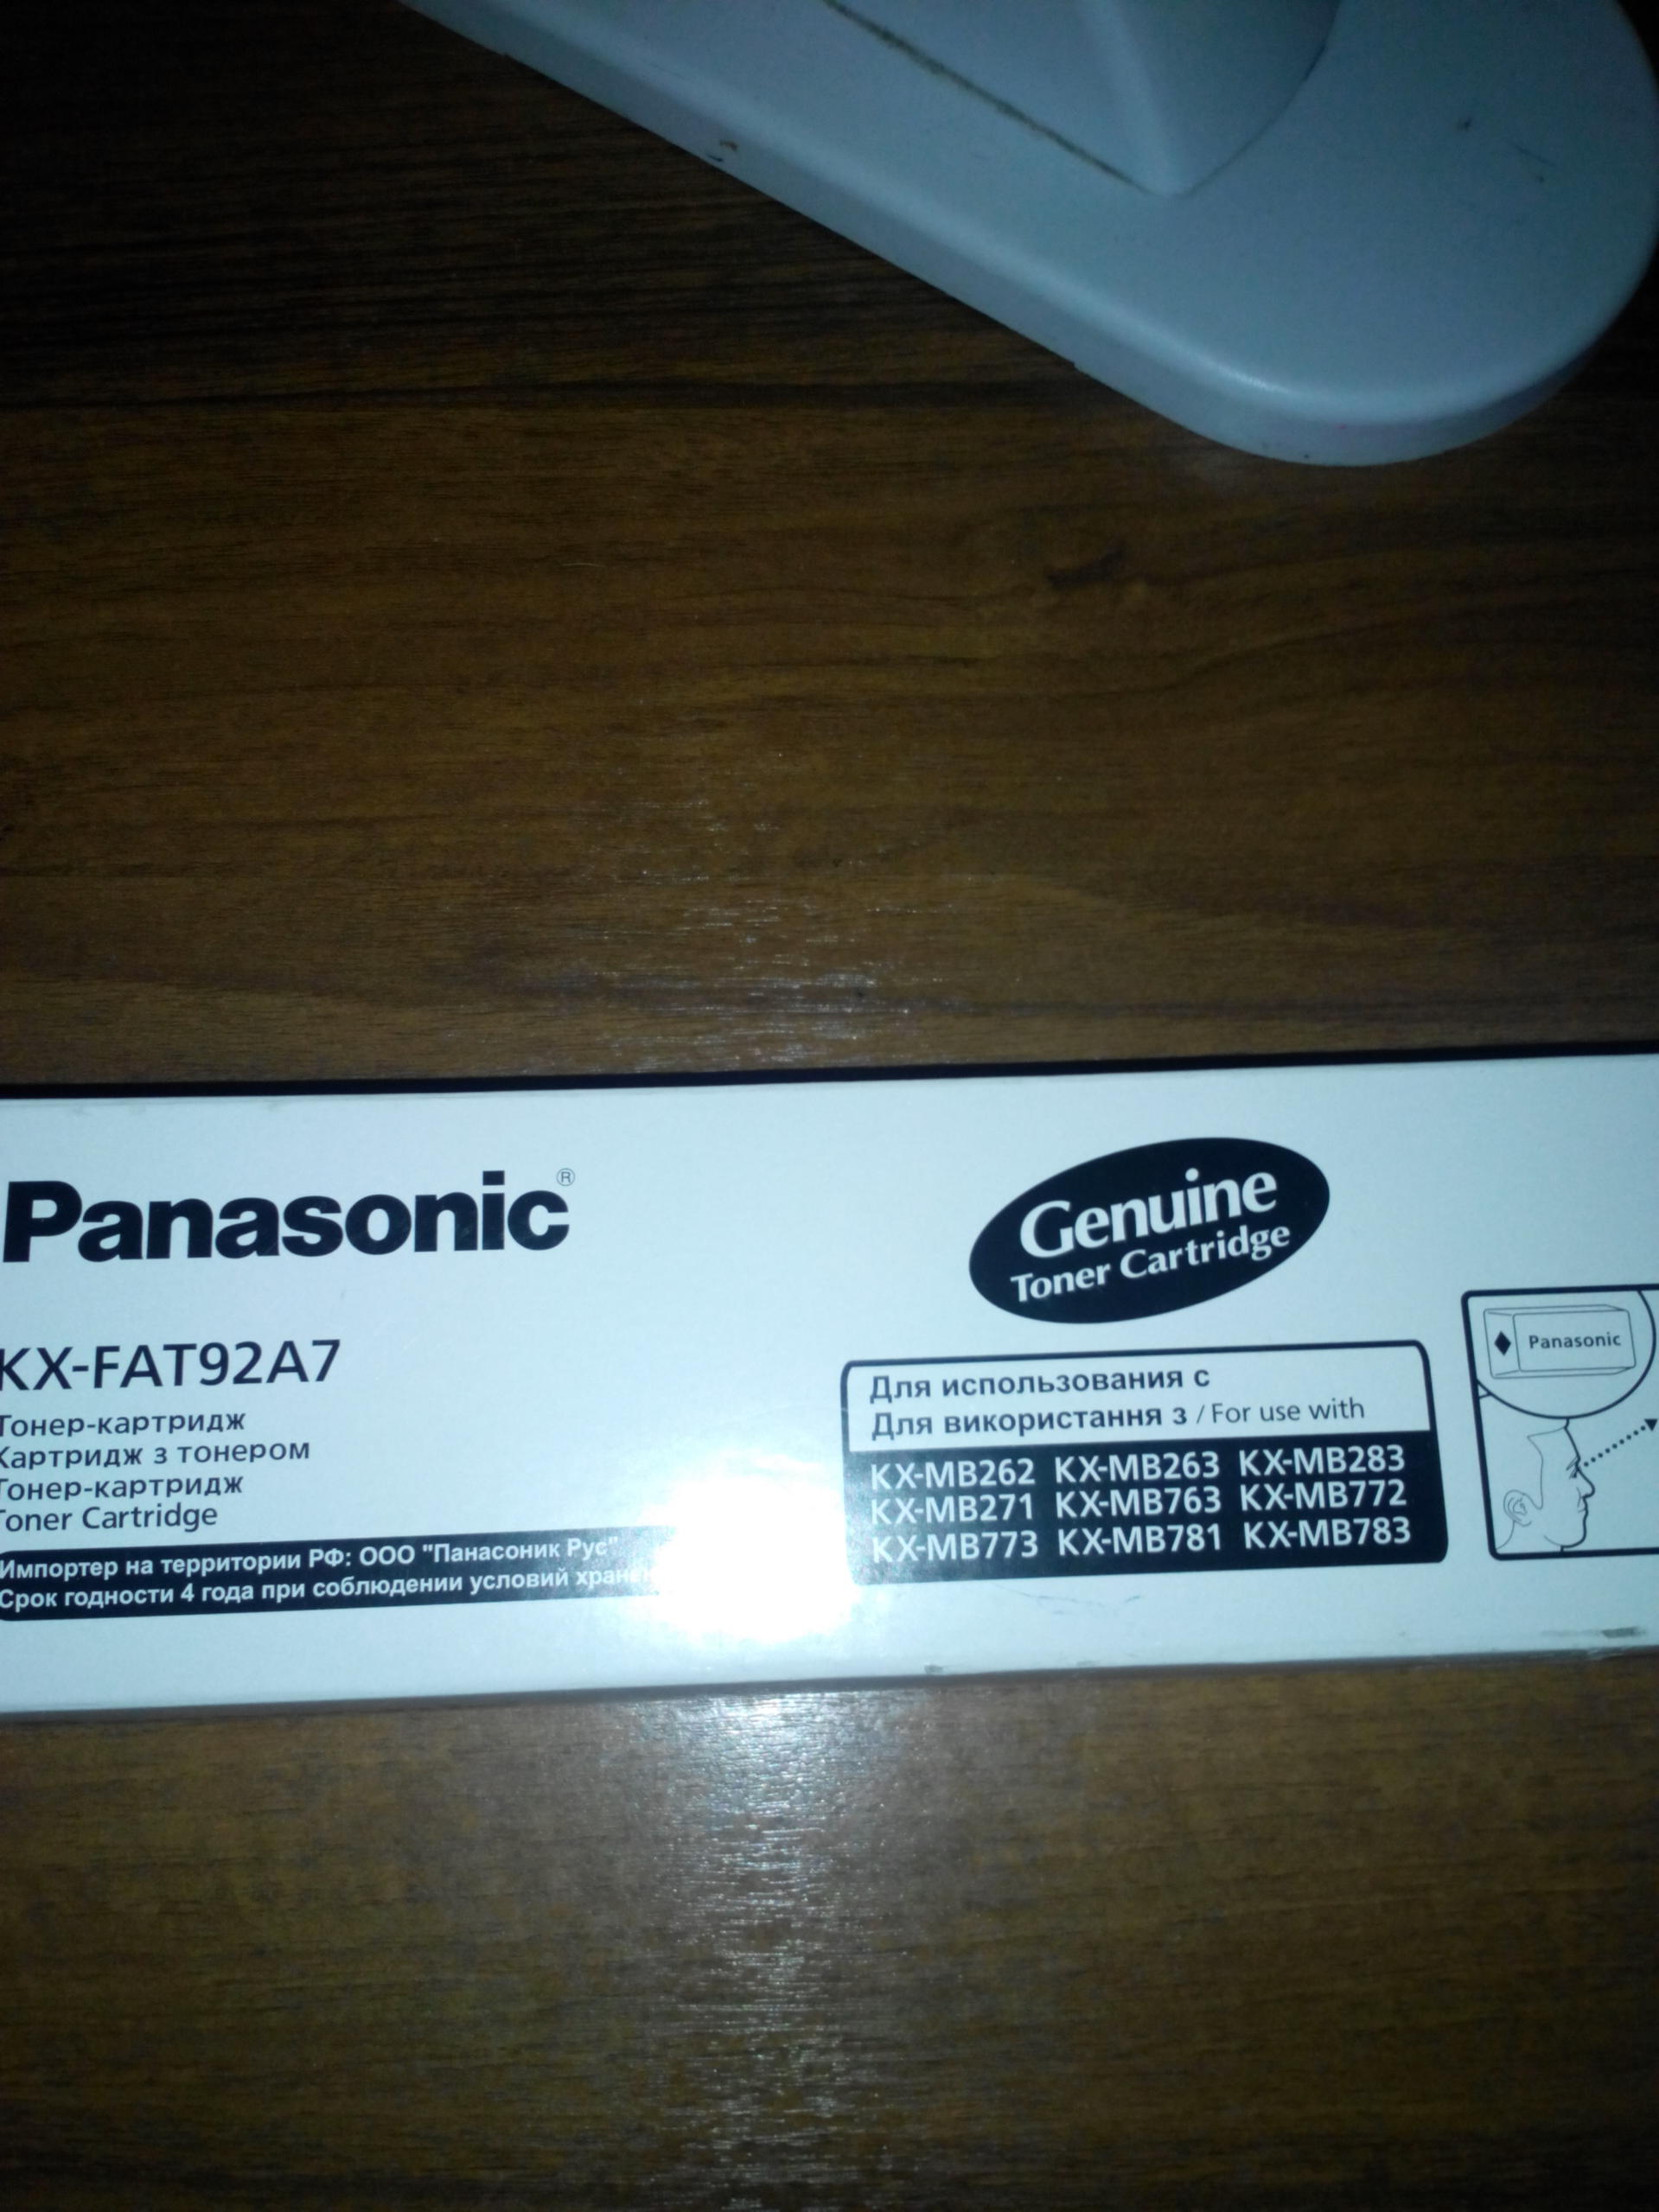 Panasonic®
KX-FAT92A7
Тонер-картридж
Картридж з тонером
Тонер-картридж
Toner Cartridge
Импортер на территории РФ: ООО "Панасоник Рус"
Срок годности 4 года при соблюдении условий
Genuine
Toner Cartridge
Для использования с
Для використання з / For use with
KX-MB262 KX-MB263 KX-MB283
KX-MB271 KX-MB763 KX-MB772
KX-MB773 KX-MB781 KX-MB783
Panasonic